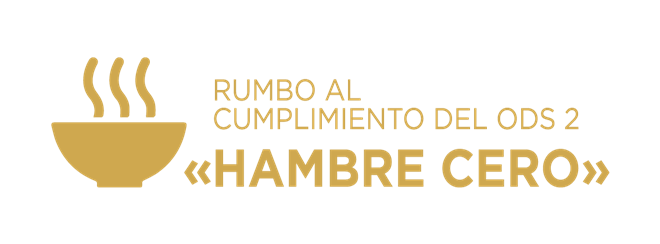 RUMBO AL
CUMPLIMIENTO DEL ODS 2
«HAMBRE CERO»